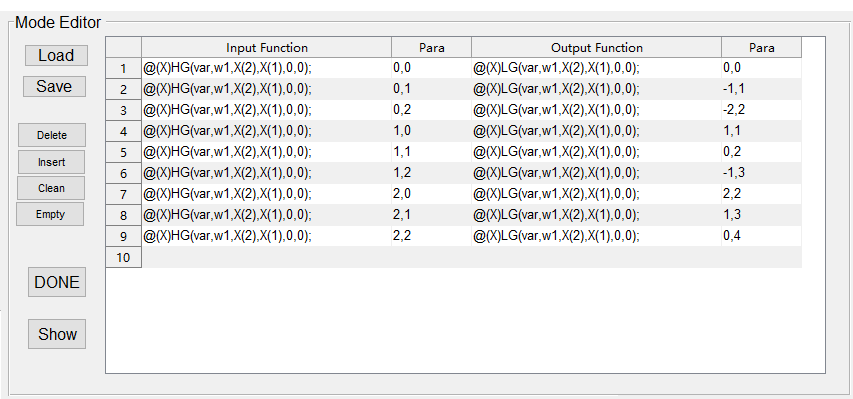 Mode Editor
Load
Save
Delete
Insert
Clean
Empty
DONE
Show
Input Function Para Output Function Para
1 @(X)HG(var,w1,X(2),X(1),0,0); 0,0 @(X)LG(var,w1,X(2),X(1),0,0); 0,0
2 @(X)HG(var,w1,X(2),X(1),0,0); 0,1 @(X)LG(var,w1,X(2),X(1),0,0); -1,1
3 @(X)HG(var,w1,X(2),X(1),0,0); 0,2 @(X)LG(var,w1,X(2),X(1),0,0); -2,2
4 @(X)HG(var,w1,X(2),X(1),0,0); 1,0 @(X)LG(var,w1,X(2),X(1),0,0); 1,1
5 @(X)HG(var,w1,X(2),X(1),0,0); 1,1 @(X)LG(var,w1,X(2),X(1),0,0); 0,2
6 @(X)HG(var,w1,X(2),X(1),0,0); 1,2 @(X)LG(var,w1,X(2),X(1),0,0); -1,3
7 @(X)HG(var,w1,X(2),X(1),0,0); 2,0 @(X)LG(var,w1,X(2),X(1),0,0); 2,2
8 @(X)HG(var,w1,X(2),X(1),0,0); 2,1 @(X)LG(var,w1,X(2),X(1),0,0); 1,3
9 @(X)HG(var,w1,X(2),X(1),0,0); 2,2 @(X)LG(var,w1,X(2),X(1),0,0); 0,4
10